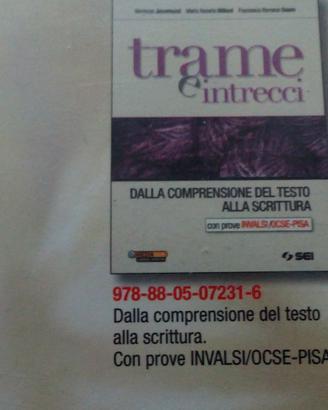 trame
e intrecci
DALLA COMPRENSIONE DEL TESTO
ALLA SCRITTURA
con prove INVALSI/OCSE-PISA
SEI
978-88-05-07231-6
Dalla comprensione del testo
alla scrittura.
Con prove INVALSI/OCSE-PISA